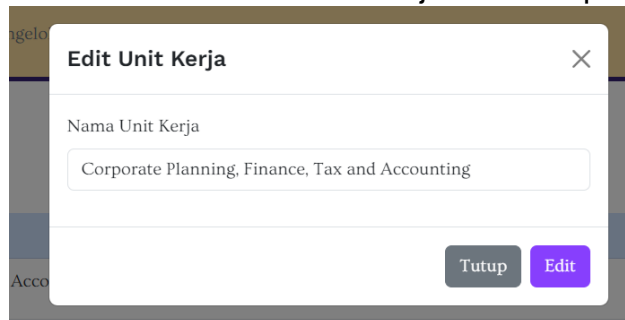 Edit Unit Kerja
Nama Unit Kerja
Corporate Planning, Finance, Tax and Accounting
Tutup Edit